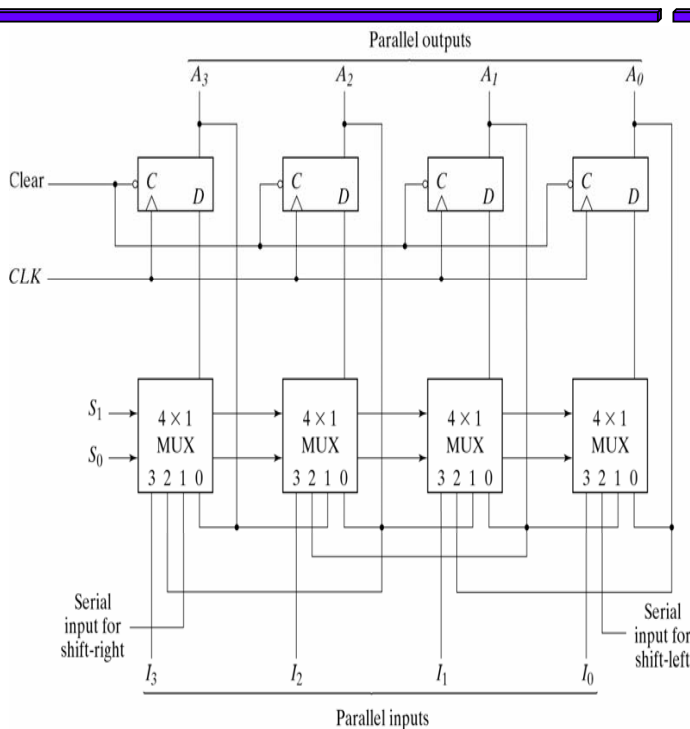 Parallel outputs
A3 A2 A1 A0
Clear C D C D C D C D
CLK
S1 4 × 1 MUX 4 × 1 MUX 4 × 1 MUX 4 × 1 MUX
S0
3 2 1 0 3 2 1 0 3 2 1 0 3 2 1 0
Serial
input for
shift-right
Serial
input for
shift-left
I3 I2 I1 I0
Parallel inputs